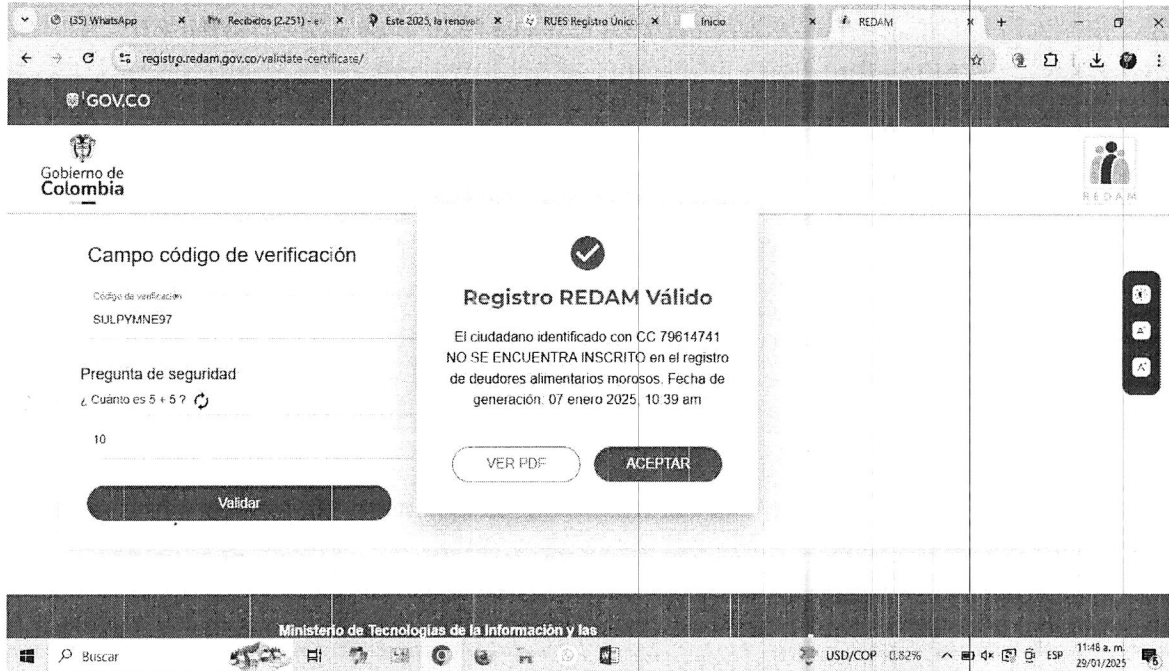 (35) WhatsApp
Recibidos (2.251) - e
Este 2025, la renova
RUES Registro Único
Inicio
REDAM
registro.redam.gov.co/validate-certificate/
GOV.CO
Gobierno de
Colombia
REDAM
Campo código de verificación
Código de verificación
SULPYMNE97
Pregunta de seguridad
¿ Cuánto es 5 + 5 ?
10
Validar
Registro REDAM Válido
El ciudadano identificado con CC 79614741
NO SE ENCUENTRA INSCRITO en el registro
de deudores alimentarios morosos. Fecha de
generación: 07 enero 2025, 10:39 am
VER PDF
ACEPTAR
Ministerio de Tecnologías de la Información y las
Buscar
USD/COP 0,82%
ESP
11:48 a. m.
29/01/2025